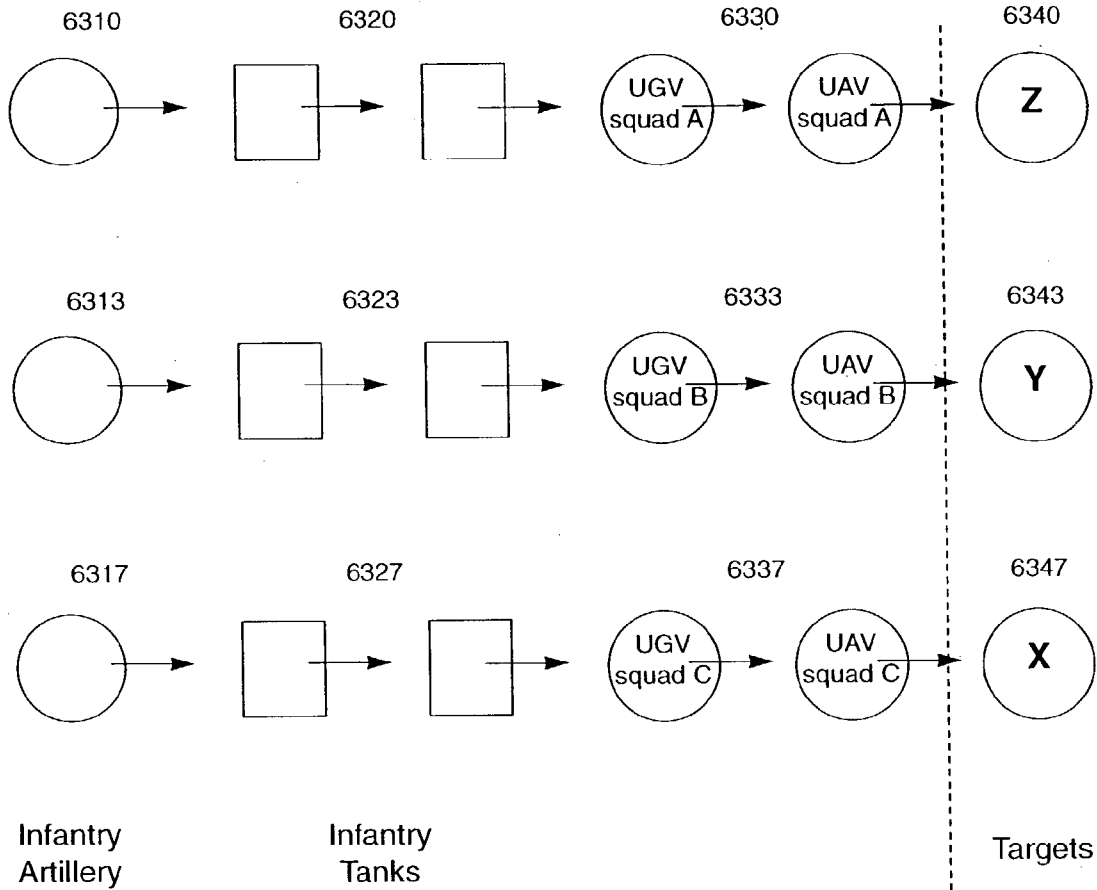 6310 6320 6330 6340
UGV squad A
UAV squad A
Z
6313 6323 6333 6343
UGV squad B
UAV squad B
Y
6317 6327 6337 6347
UGV squad C
UAV squad C
X
Infantry Artillery
Infantry Tanks
Targets